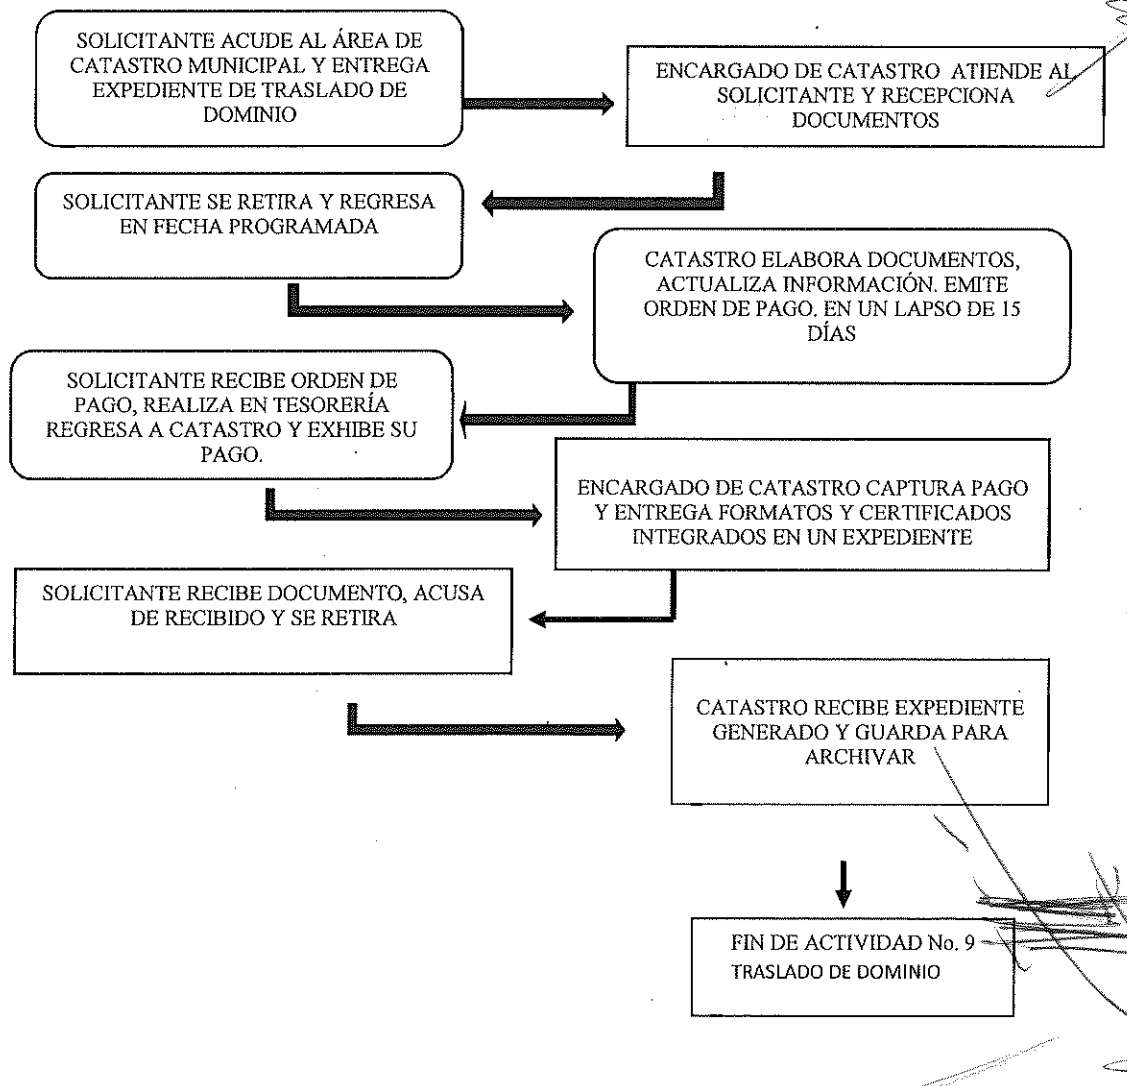 SOLICITANTE ACUDE AL ÁREA DE
CATASTRO MUNICIPAL Y ENTREGA
EXPEDIENTE DE TRASLADO DE
DOMINIO
ENCARGADO DE CATASTRO ATIENDE AL
SOLICITANTE Y RECEPCIONA
DOCUMENTOS
SOLICITANTE SE RETIRA Y REGRESA
EN FECHA PROGRAMADA
CATASTRO ELABORA DOCUMENTOS,
ACTUALIZA INFORMACIÓN. EMITE
ORDEN DE PAGO. EN UN LAPSO DE 15
DÍAS
SOLICITANTE RECIBE ORDEN DE
PAGO, REALIZA EN TESORERÍA
REGRESA A CATASTRO Y EXHIBE SU
PAGO.
ENCARGADO DE CATASTRO CAPTURA PAGO
Y ENTREGA FORMATOS Y CERTIFICADOS
INTEGRADOS EN UN EXPEDIENTE
SOLICITANTE RECIBE DOCUMENTO, ACUSA
DE RECIBIDO Y SE RETIRA
CATASTRO RECIBE EXPEDIENTE
GENERADO Y GUARDA PARA
ARCHIVAR
FIN DE ACTIVIDAD No. 9
TRASLADO DE DOMINIO